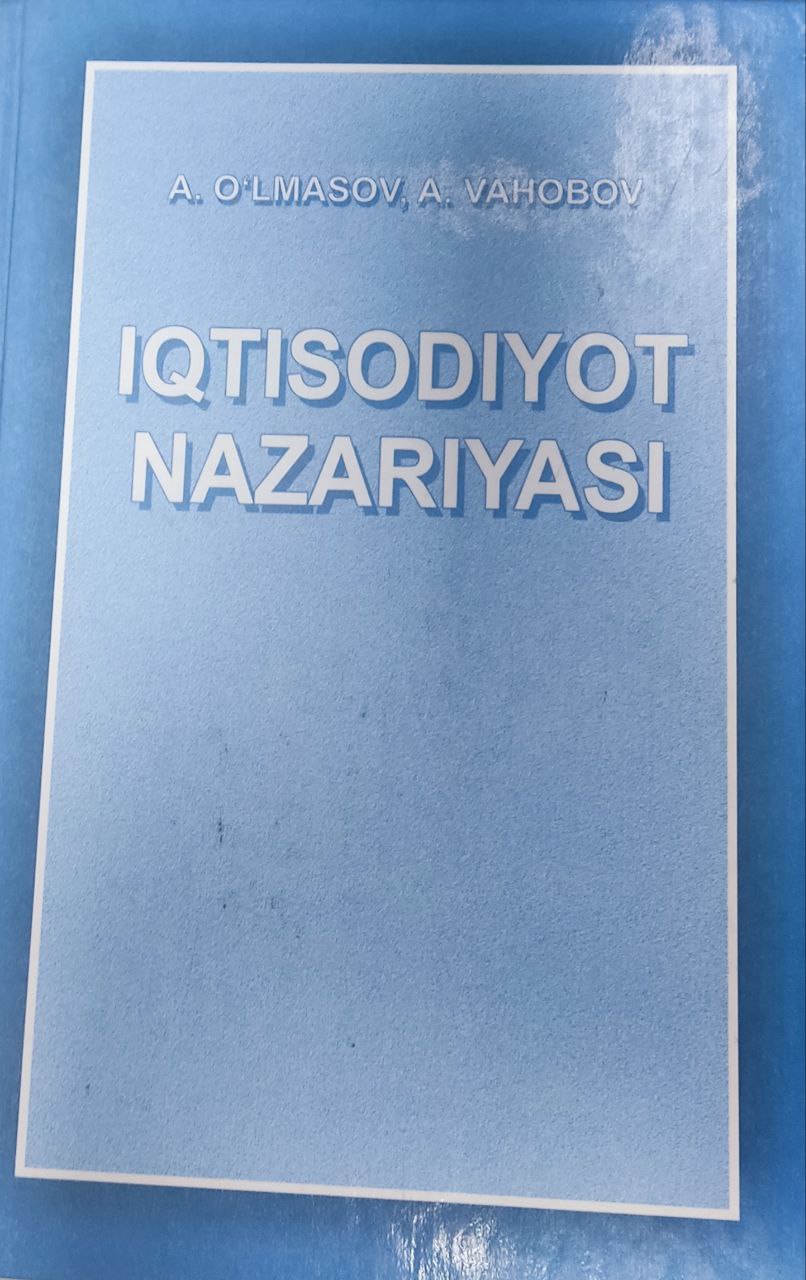 A. O‘LMASOV, A. VAHOBOV
IQTISODIYOT
NAZARIYASI